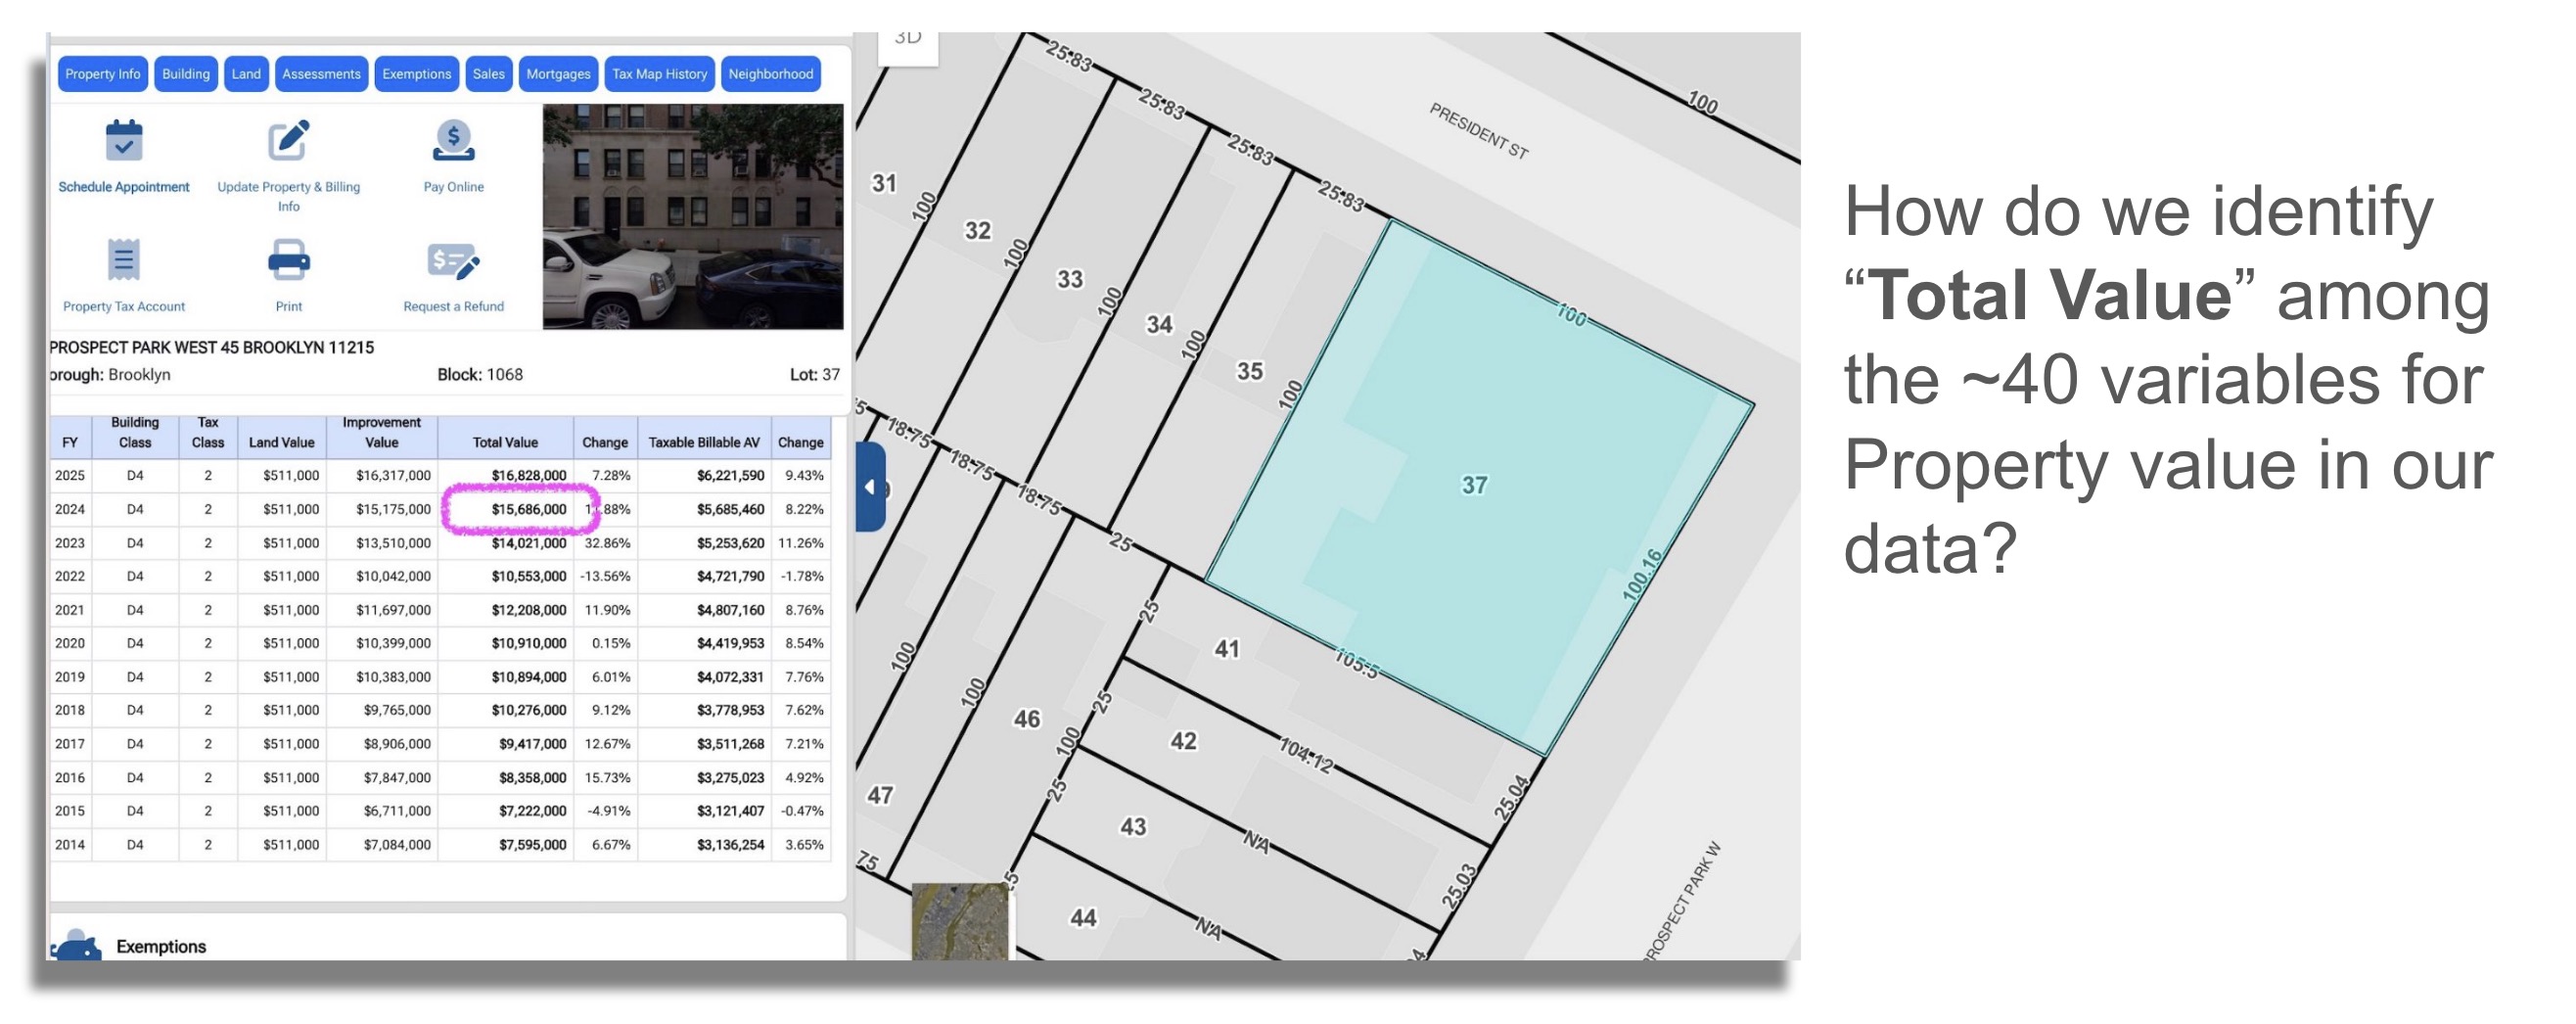 Property Info Building Land Assessments Exemptions Sales Mortgages Tax Map History Neighborhood
Schedule Appointment
Update Property & Billing
Info
Pay Online
Property Tax Account
Print
Request a Refund
PROSPECT PARK WEST 45 BROOKLYN 11215
orough: Brooklyn Block: 1068 Lot: 37
FY Building Class Tax Class Land Value Improvement Value Total Value Change Taxable Billable AV Change
2025 D4 2 $511,000 $16,317,000 $16,828,000 7.28% $6,221,590 9.43%
2024 D4 2 $511,000 $15,175,000 $15,686,000 .88% $5,685,460 8.22%
2023 D4 2 $511,000 $13,510,000 $14,021,000 32.86% $5,253,620 11.26%
2022 D4 2 $511,000 $10,042,000 $10,553,000 -13.56% $4,721,790 -1.78%
2021 D4 2 $511,000 $11,697,000 $12,208,000 11.90% $4,807,160 8.76%
2020 D4 2 $511,000 $10,399,000 $10,910,000 0.15% $4,419,953 8.54%
2019 D4 2 $511,000 $10,383,000 $10,894,000 6.01% $4,072,331 7.76%
2018 D4 2 $511,000 $9,765,000 $10,276,000 9.12% $3,778,953 7.62%
2017 D4 2 $511,000 $8,906,000 $9,417,000 12.67% $3,511,268 7.21%
2016 D4 2 $511,000 $7,847,000 $8,358,000 15.73% $3,275,023 4.92%
2015 D4 2 $511,000 $6,711,000 $7,222,000 -4.91% $3,121,407 -0.47%
2014 D4 2 $511,000 $7,084,000 $7,595,000 6.67% $3,136,254 3.65%
Exemptions
3D
25.83
25.83
25.83
25.83
100
PRESIDENT ST
31
32
33
34
35
100
100
100
100
100
100
37
100.16
105.5
18.75
18.75
18.75
25
25
25
25
41
42
43
44
46
47
100
100
100
104.12
N/A
N/A
25.04
25.03
75
PROSPECT PARK W
How do we identify
“Total Value” among
the ~40 variables for
Property value in our
data?